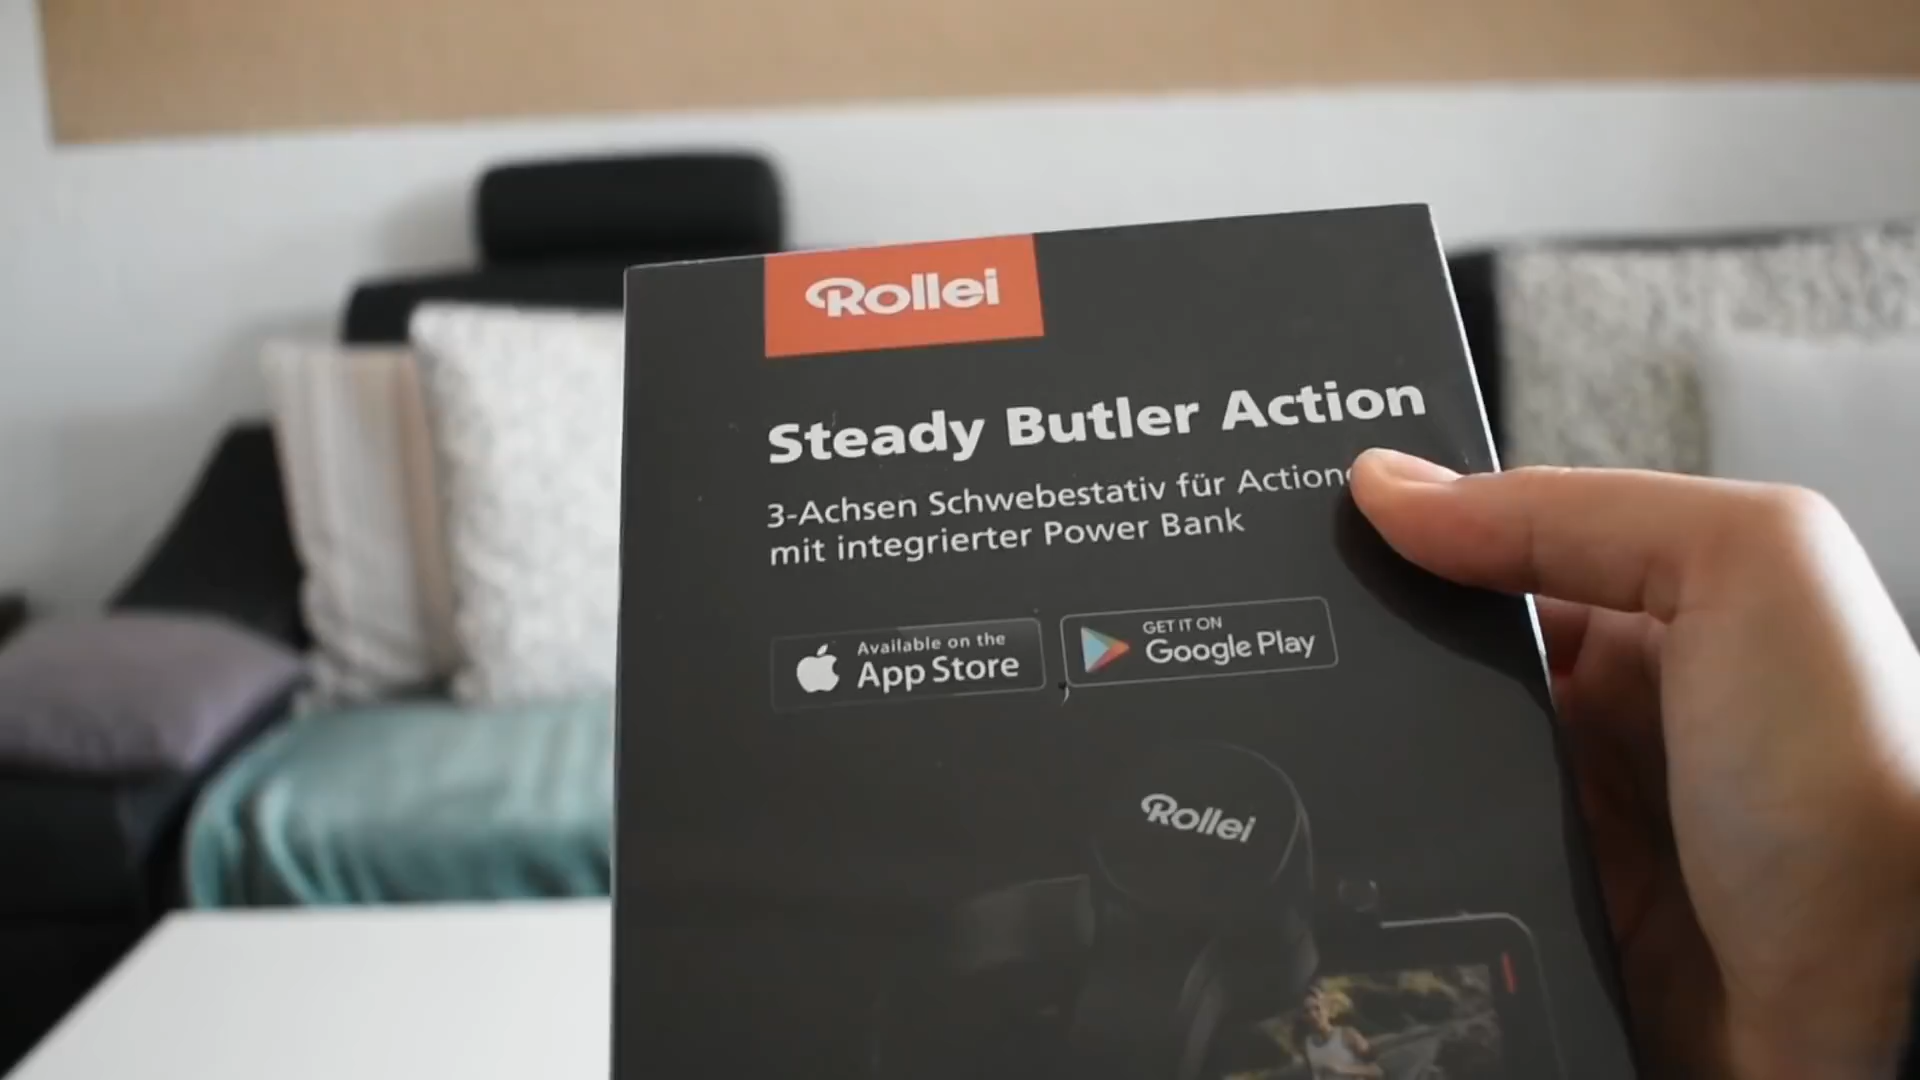 Rollei
Steady Butler Action
3-Achsen Schwebestativ für
mit integrierter Power Bank
Available on the
App Store
GET IT ON
Google Play
Rollei